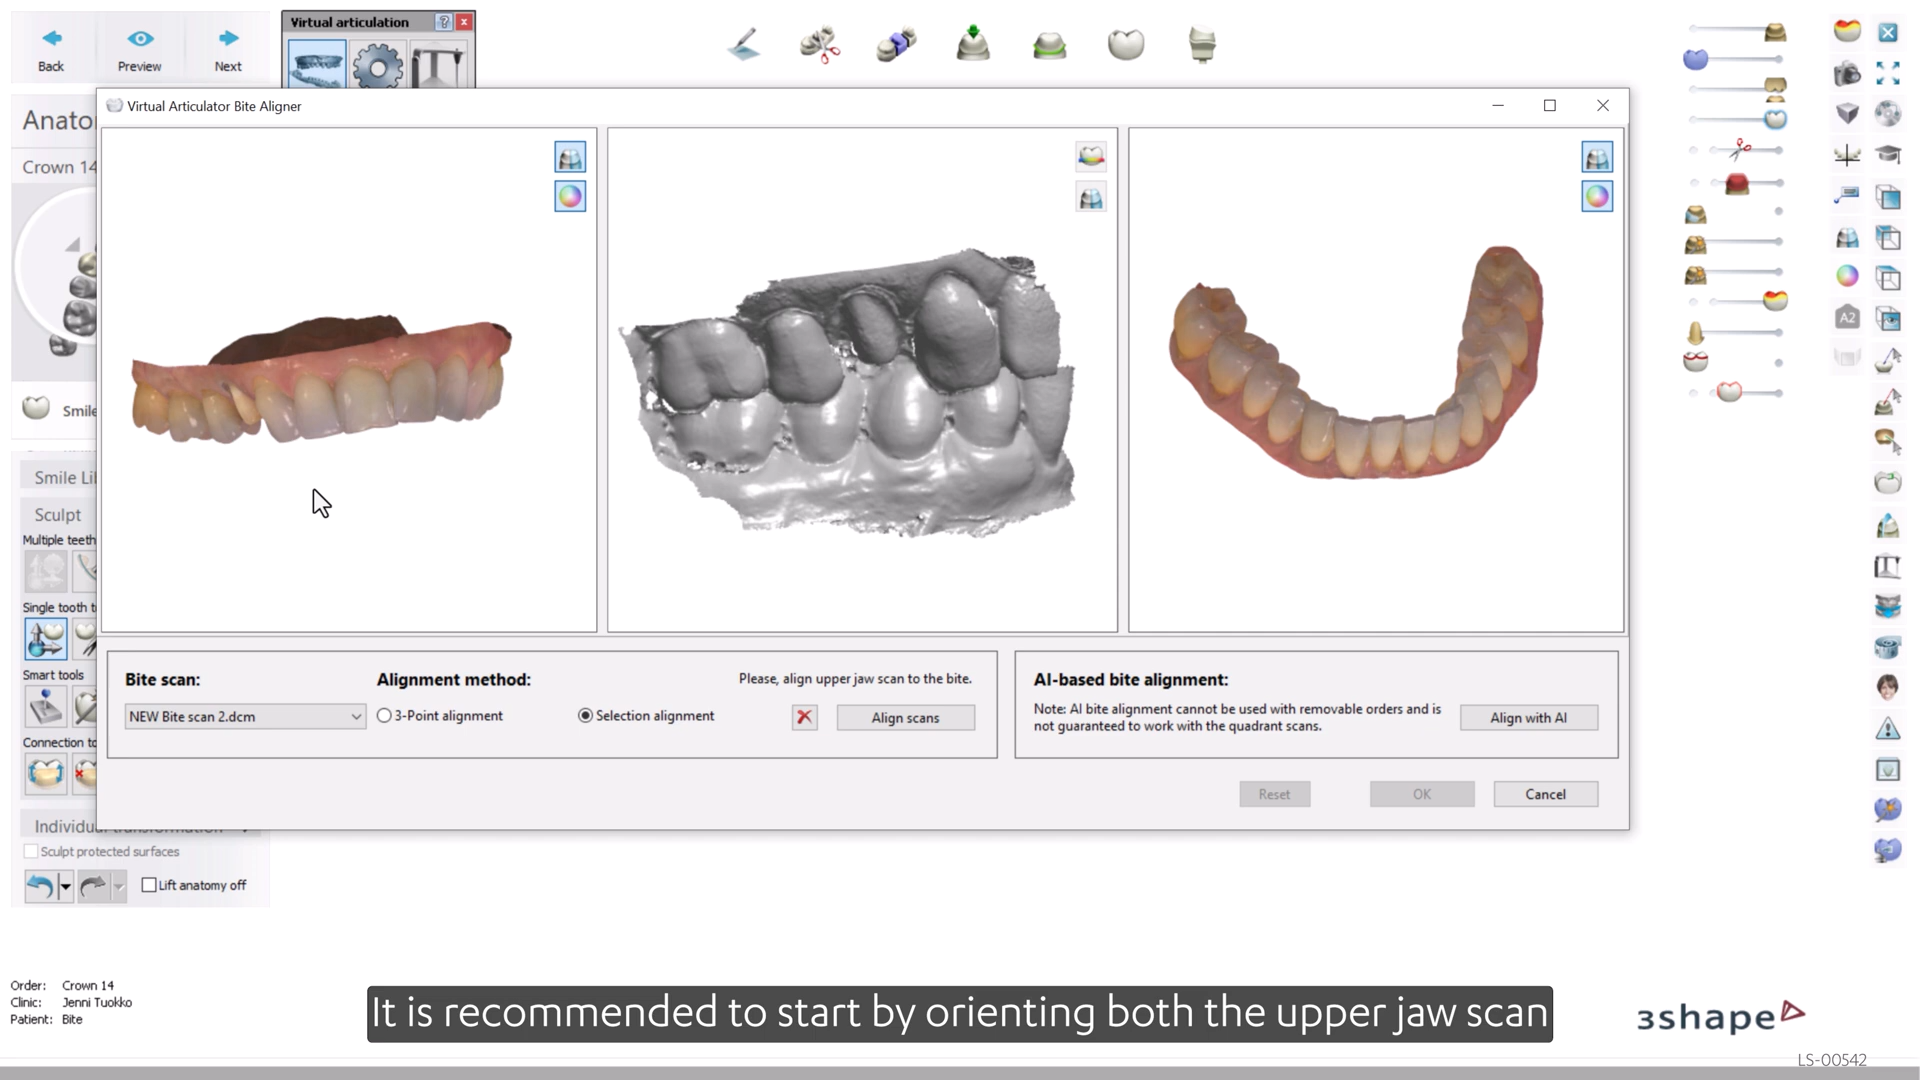 Back
Preview
Next
Virtual articulation
Virtual Articulator Bite Aligner
Anato
Crown 14
Smile
Smile Li
Sculpt
Multiple teeth
Single tooth t
Smart tools
Connection to
Individu
Sculpt protected surfaces
Lift anatomy off
A2
Bite scan:
NEW Bite scan 2.dcm
Alignment method:
3-Point alignment
Selection alignment
Please, align upper jaw scan to the bite.
Align scans
AI-based bite alignment:
Note: AI bite alignment cannot be used with removable orders and is
not guaranteed to work with the quadrant scans.
Align with AI
Reset
OK
Cancel
Order: Crown 14
Clinic: Jenni Tuokko
Patient: Bite
It is recommended to start by orienting both the upper jaw scan
3shape
LS-00542